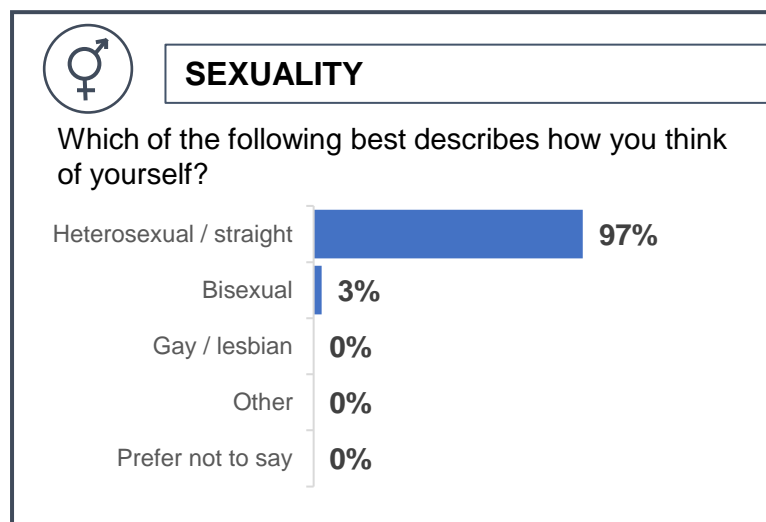 SEXUALITY
Which of the following best describes how you think
of yourself?
Heterosexual / straight 97%
Bisexual 3%
Gay / lesbian 0%
Other 0%
Prefer not to say 0%